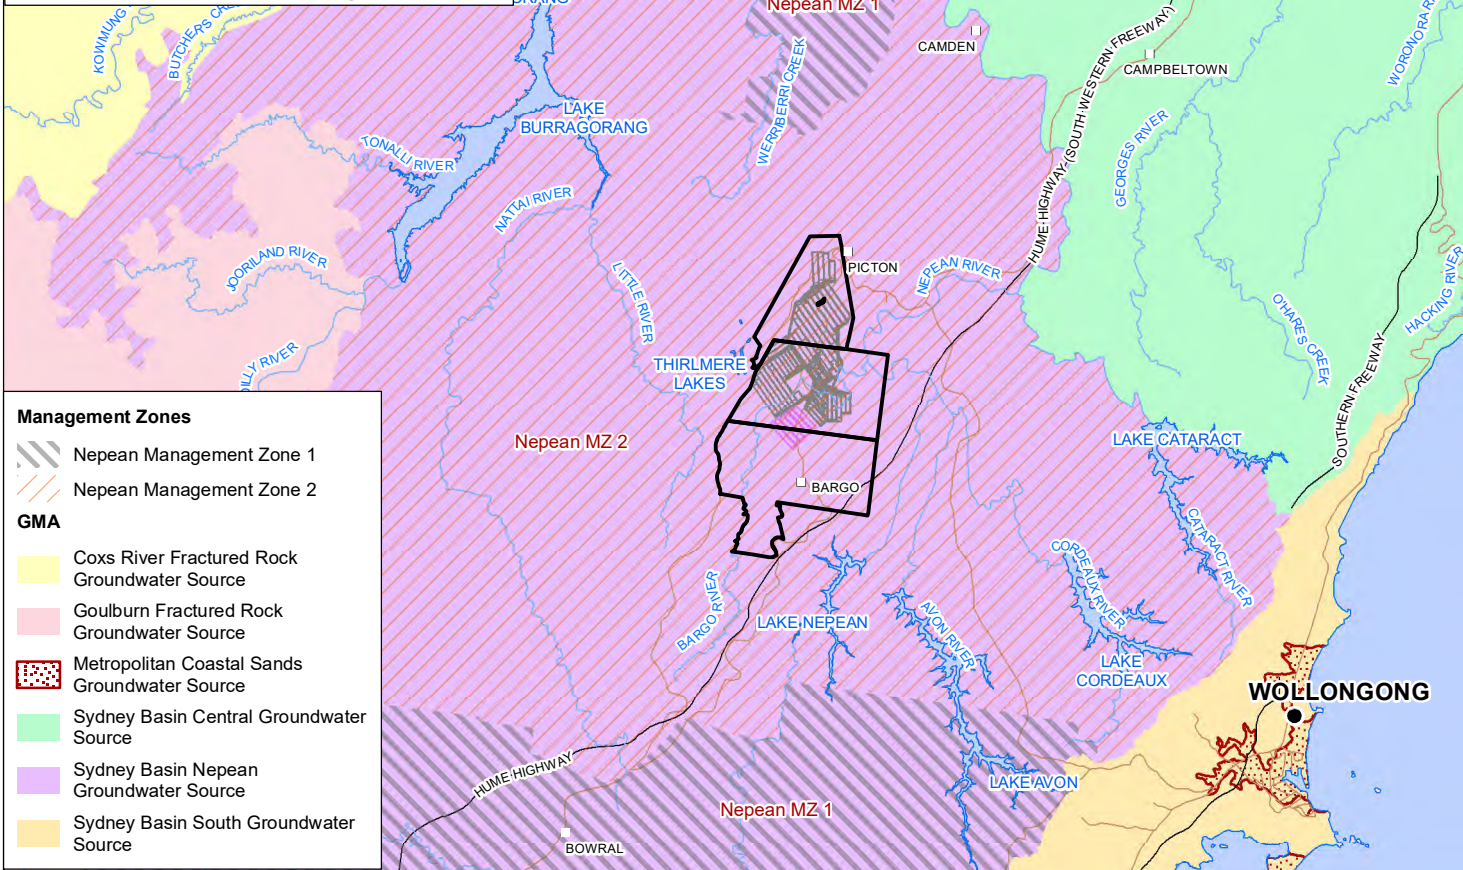 ORANG
Nepean MZ 1
KOWMUNG
BUTCHERS CRE
CAMDEN
CAMPBELTOWN
WORONORA R
HUME HIGHWAY (SOUTH WESTERN FREEWAY)
WERRIBERRI CREEK
LAKE
BURRAGORANG
TONALLI RIVER
GEORGES RIVER
NATTAI RIVER
JOORILAND RIVER
LITTLE RIVER
PICTON
NEPEAN RIVER
HACKING RIVER
O'HARES CREEK
THIRLMERE
LAKES
ILLY RIVER
SOUTHERN FREEWAY
Nepean MZ 2
LAKE CATARACT
BARGO
CATARACT RIVER
CORDEAUX RIVER
BARGO RIVER
LAKE NEPEAN
AVON RIVER
LAKE
CORDEAUX
WOLLONGONG
HUME HIGHWAY
LAKE AVON
Nepean MZ 1
BOWRAL
Management Zones
Nepean Management Zone 1
Nepean Management Zone 2
GMA
Coxs River Fractured Rock
Groundwater Source
Goulburn Fractured Rock
Groundwater Source
Metropolitan Coastal Sands
Groundwater Source
Sydney Basin Central Groundwater
Source
Sydney Basin Nepean
Groundwater Source
Sydney Basin South Groundwater
Source